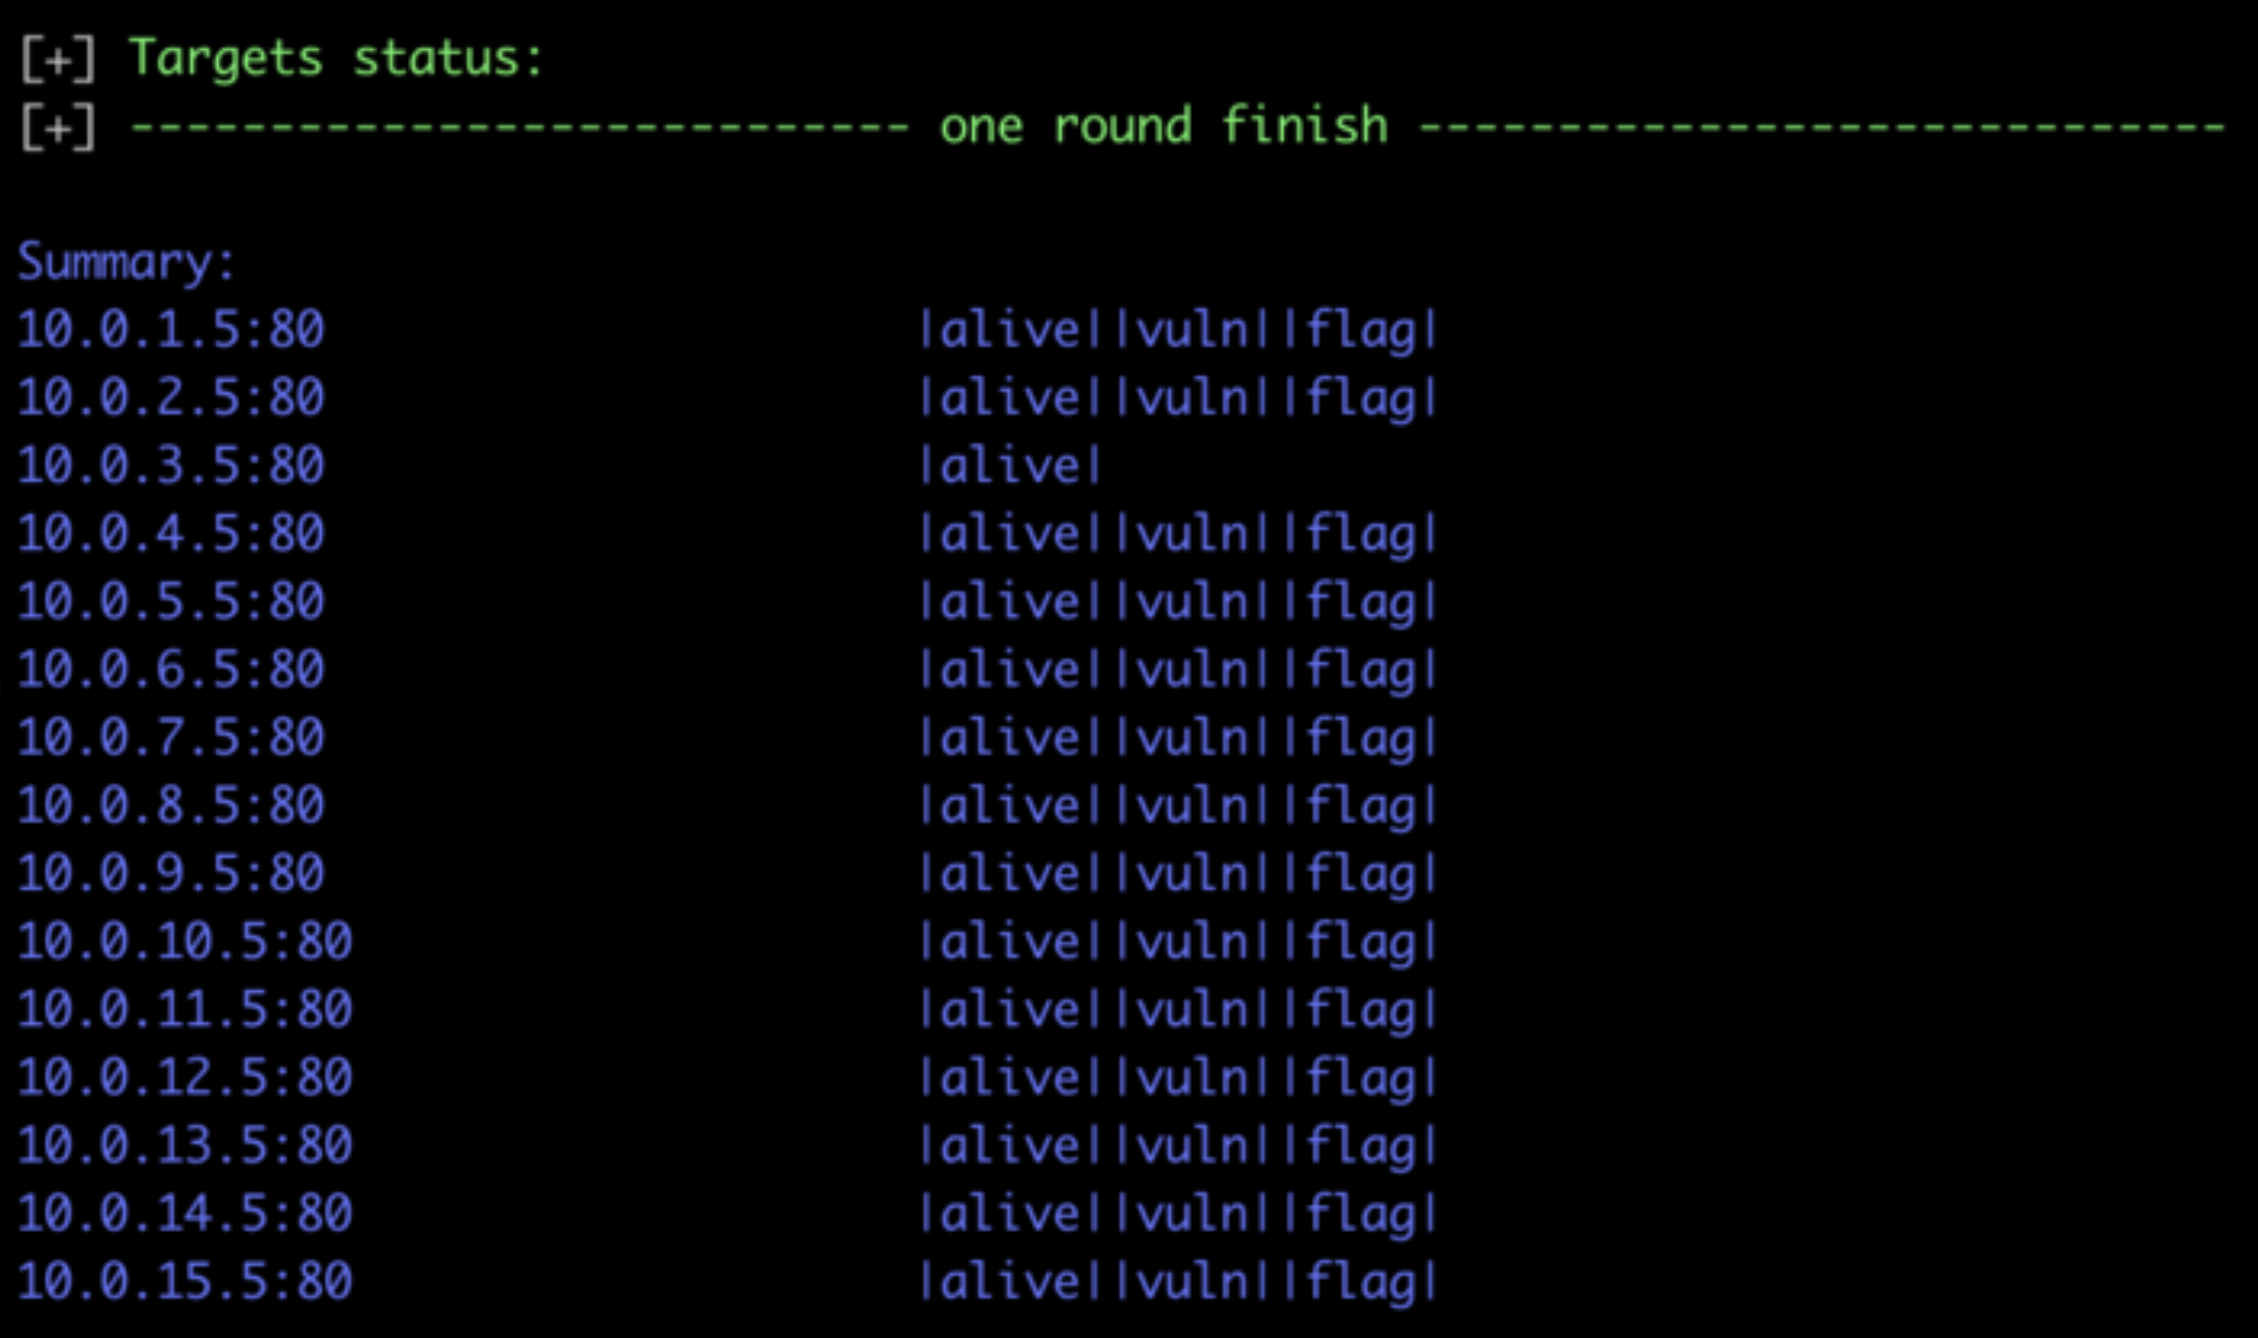 [+] Targets status:
[+] ---------------------------- one round finish -----------------------------
Summary:
10.0.1.5:80 |alive||vuln||flag|
10.0.2.5:80 |alive||vuln||flag|
10.0.3.5:80 |alive|
10.0.4.5:80 |alive||vuln||flag|
10.0.5.5:80 |alive||vuln||flag|
10.0.6.5:80 |alive||vuln||flag|
10.0.7.5:80 |alive||vuln||flag|
10.0.8.5:80 |alive||vuln||flag|
10.0.9.5:80 |alive||vuln||flag|
10.0.10.5:80 |alive||vuln||flag|
10.0.11.5:80 |alive||vuln||flag|
10.0.12.5:80 |alive||vuln||flag|
10.0.13.5:80 |alive||vuln||flag|
10.0.14.5:80 |alive||vuln||flag|
10.0.15.5:80 |alive||vuln||flag|